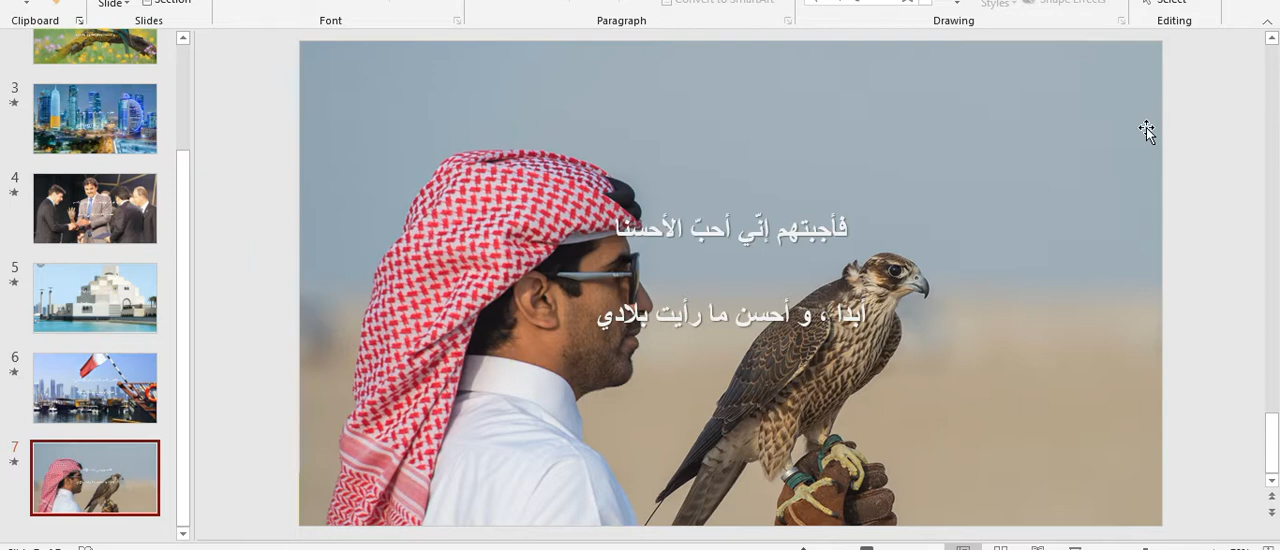 Slide
Section
Convert to SmartArt
Styles
Shape Effects
Select
Clipboard
Slides
Font
Paragraph
Drawing
Editing
3
4
5
6
7
فأجبتهم إنّي أحبّ الأحسنا
أبدًا ، و أحسن ما رأيت بلادي